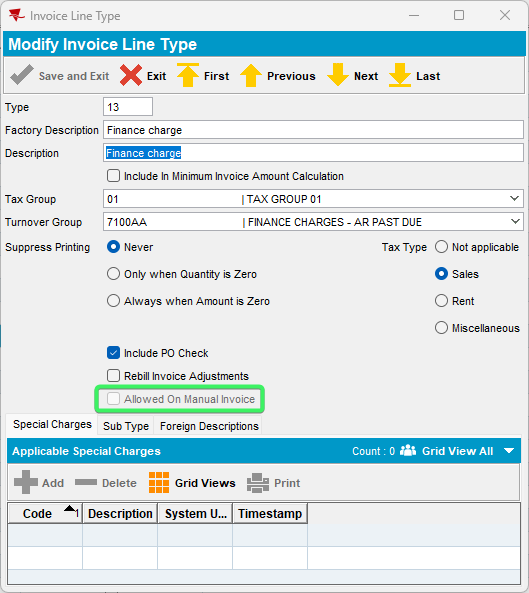 Invoice Line Type
Modify Invoice Line Type
Save and Exit Exit First Previous Next Last
Type 13
Factory Description Finance charge
Description Finance charge
Include In Minimum Invoice Amount Calculation
Tax Group 01 | TAX GROUP 01
Turnover Group 7100AA | FINANCE CHARGES - AR PAST DUE
Suppress Printing Never Tax Type Not applicable
Only when Quantity is Zero Sales
Always when Amount is Zero Rent
Miscellaneous
Include PO Check
Rebill Invoice Adjustments
Allowed On Manual Invoice
Special Charges Sub Type Foreign Descriptions
Applicable Special Charges Count : 0 Grid View All
Add Delete Grid Views Print
Code 1 Description System U... Timestamp